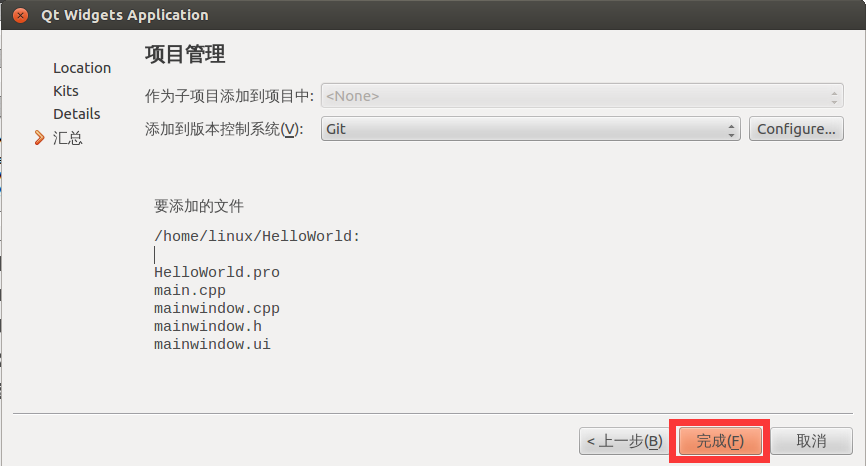 Qt Widgets Application
Location
Kits
Details
汇总
项目管理
作为子项目添加到项目中: <None>
添加到版本控制系统(V): Git Configure...
要添加的文件
/home/linux/HelloWorld:
HelloWorld.pro
main.cpp
mainwindow.cpp
mainwindow.h
mainwindow.ui
< 上一步(B) 完成(F) 取消